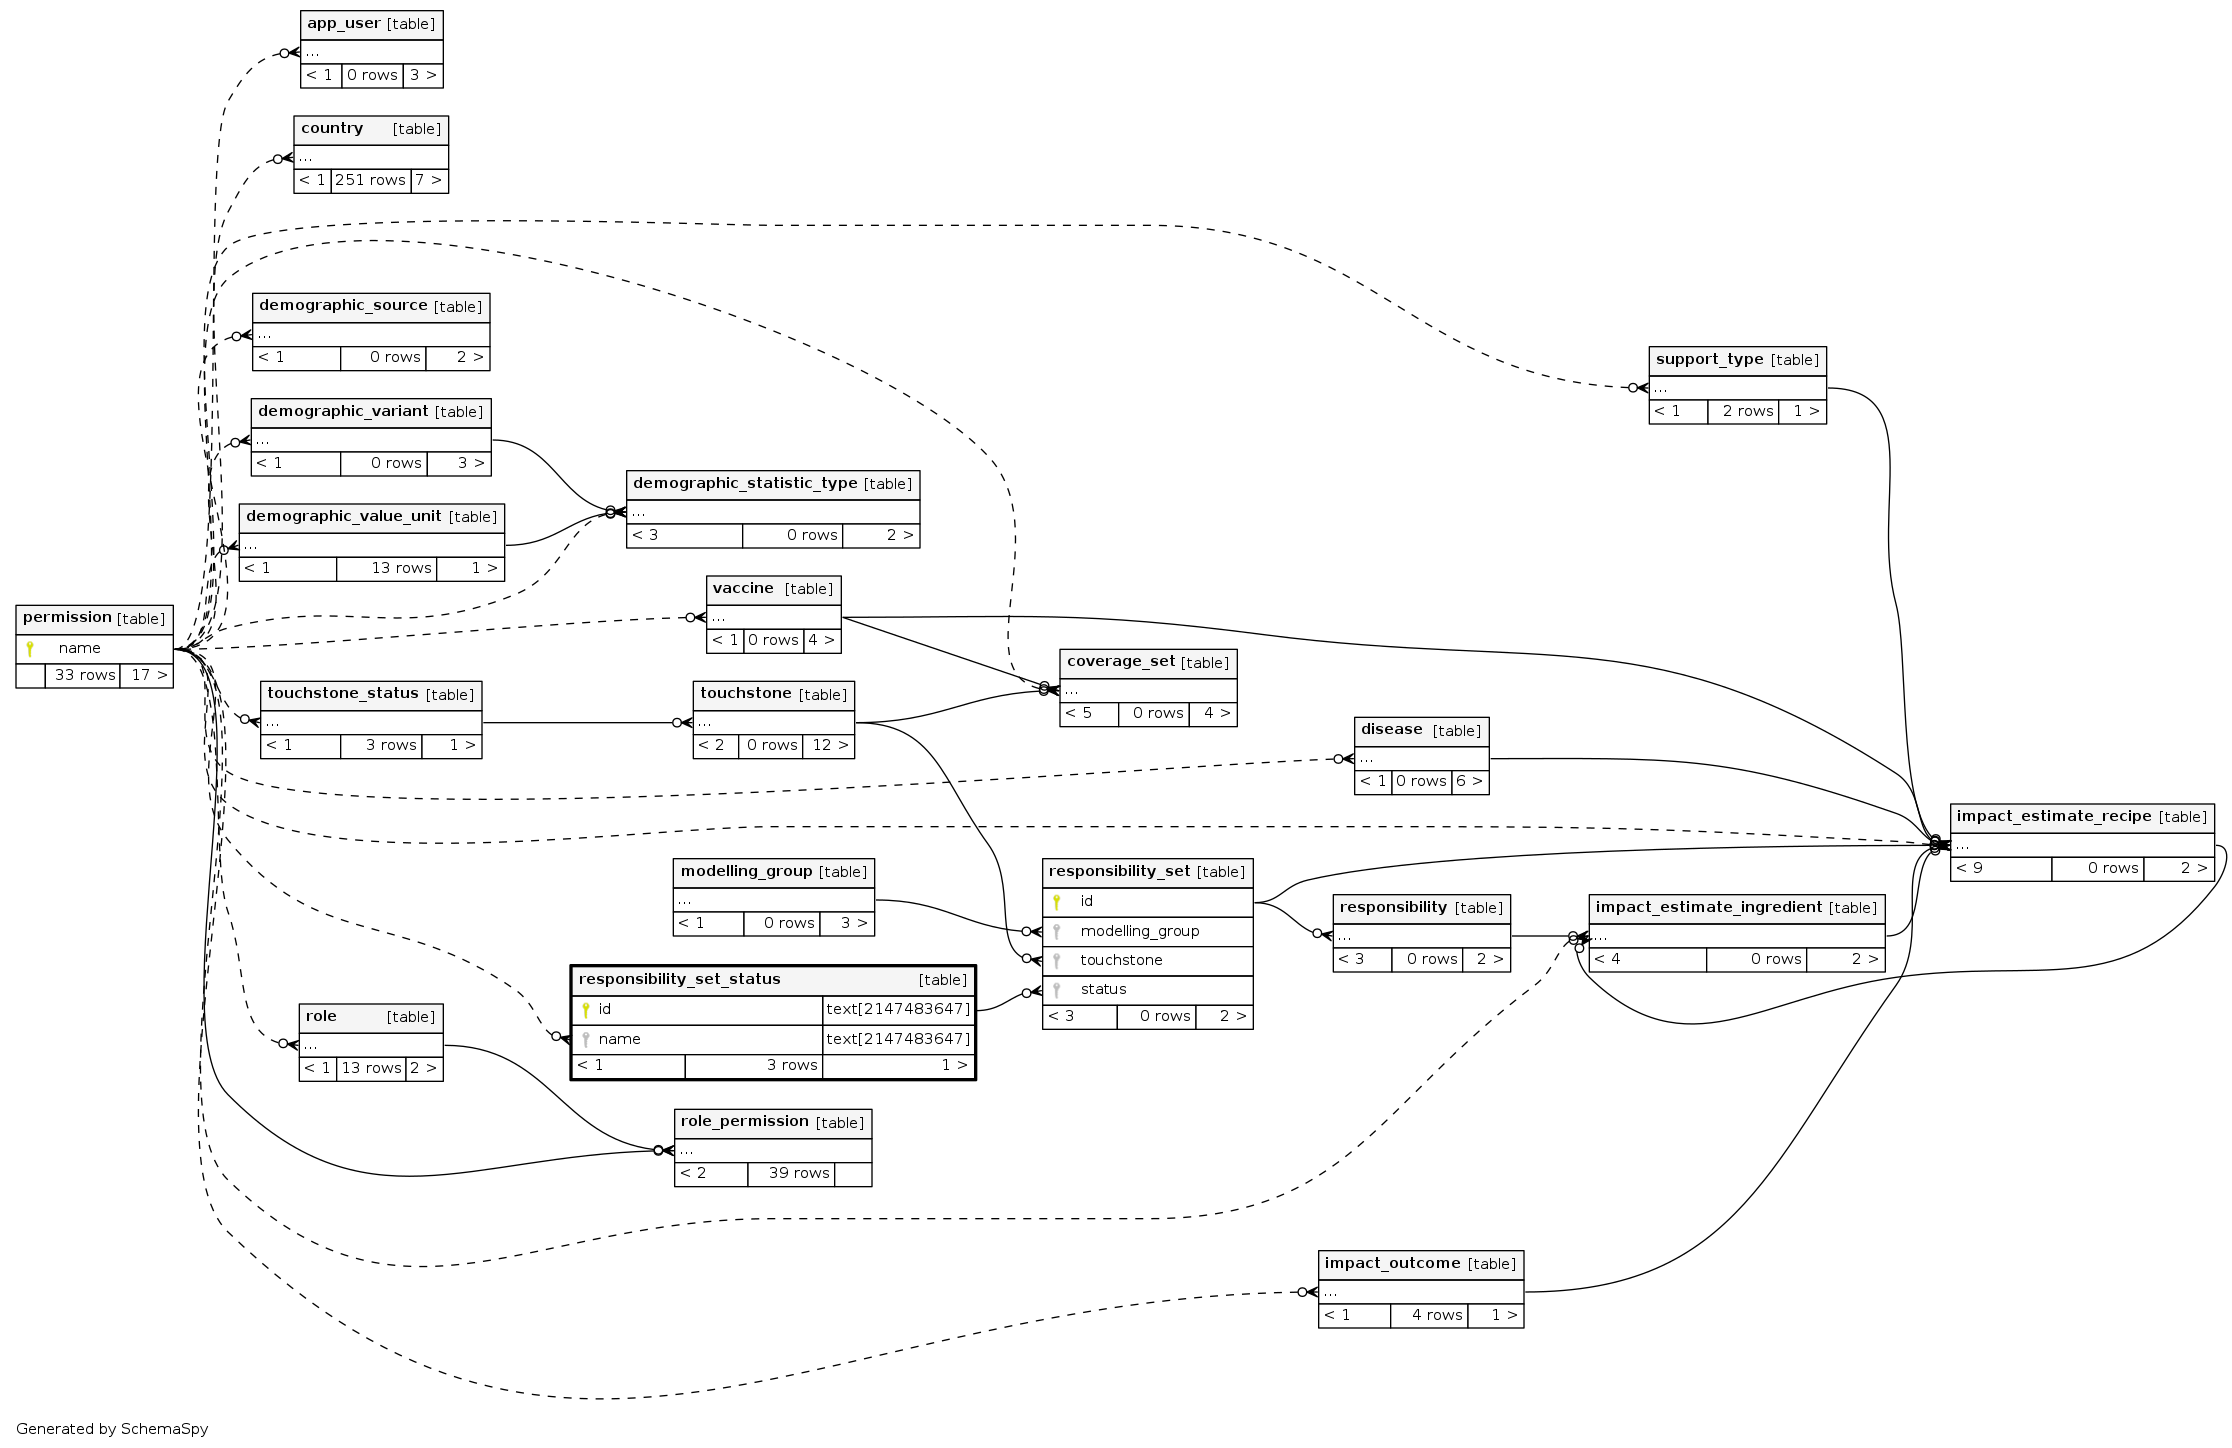 app_user [table]
...
< 1 0 rows 3 >
country [table]
...
< 1 251 rows 7 >
demographic_source [table]
...
< 1 0 rows 2 >
support_type [table]
...
< 1 2 rows 1 >
demographic_variant [table]
...
< 1 0 rows 3 >
demographic_statistic_type [table]
...
< 3 0 rows 2 >
demographic_value_unit [table]
...
< 1 13 rows 1 >
vaccine [table]
...
< 1 0 rows 4 >
permission [table]
name
33 rows 17 >
coverage_set [table]
...
< 5 0 rows 4 >
touchstone_status [table]
...
< 1 3 rows 1 >
touchstone [table]
...
< 2 0 rows 12 >
disease [table]
...
< 1 0 rows 6 >
impact_estimate_recipe [table]
...
< 9 0 rows 2 >
modelling_group [table]
...
< 1 0 rows 3 >
responsibility_set [table]
id
modelling_group
touchstone
status
< 3 0 rows 2 >
responsibility [table]
...
< 3 0 rows 2 >
impact_estimate_ingredient [table]
...
< 4 0 rows 2 >
responsibility_set_status [table]
id text[2147483647]
name text[2147483647]
< 1 3 rows 1 >
role [table]
...
< 1 13 rows 2 >
role_permission [table]
...
< 2 39 rows
impact_outcome [table]
...
< 1 4 rows 1 >
Generated by SchemaSpy